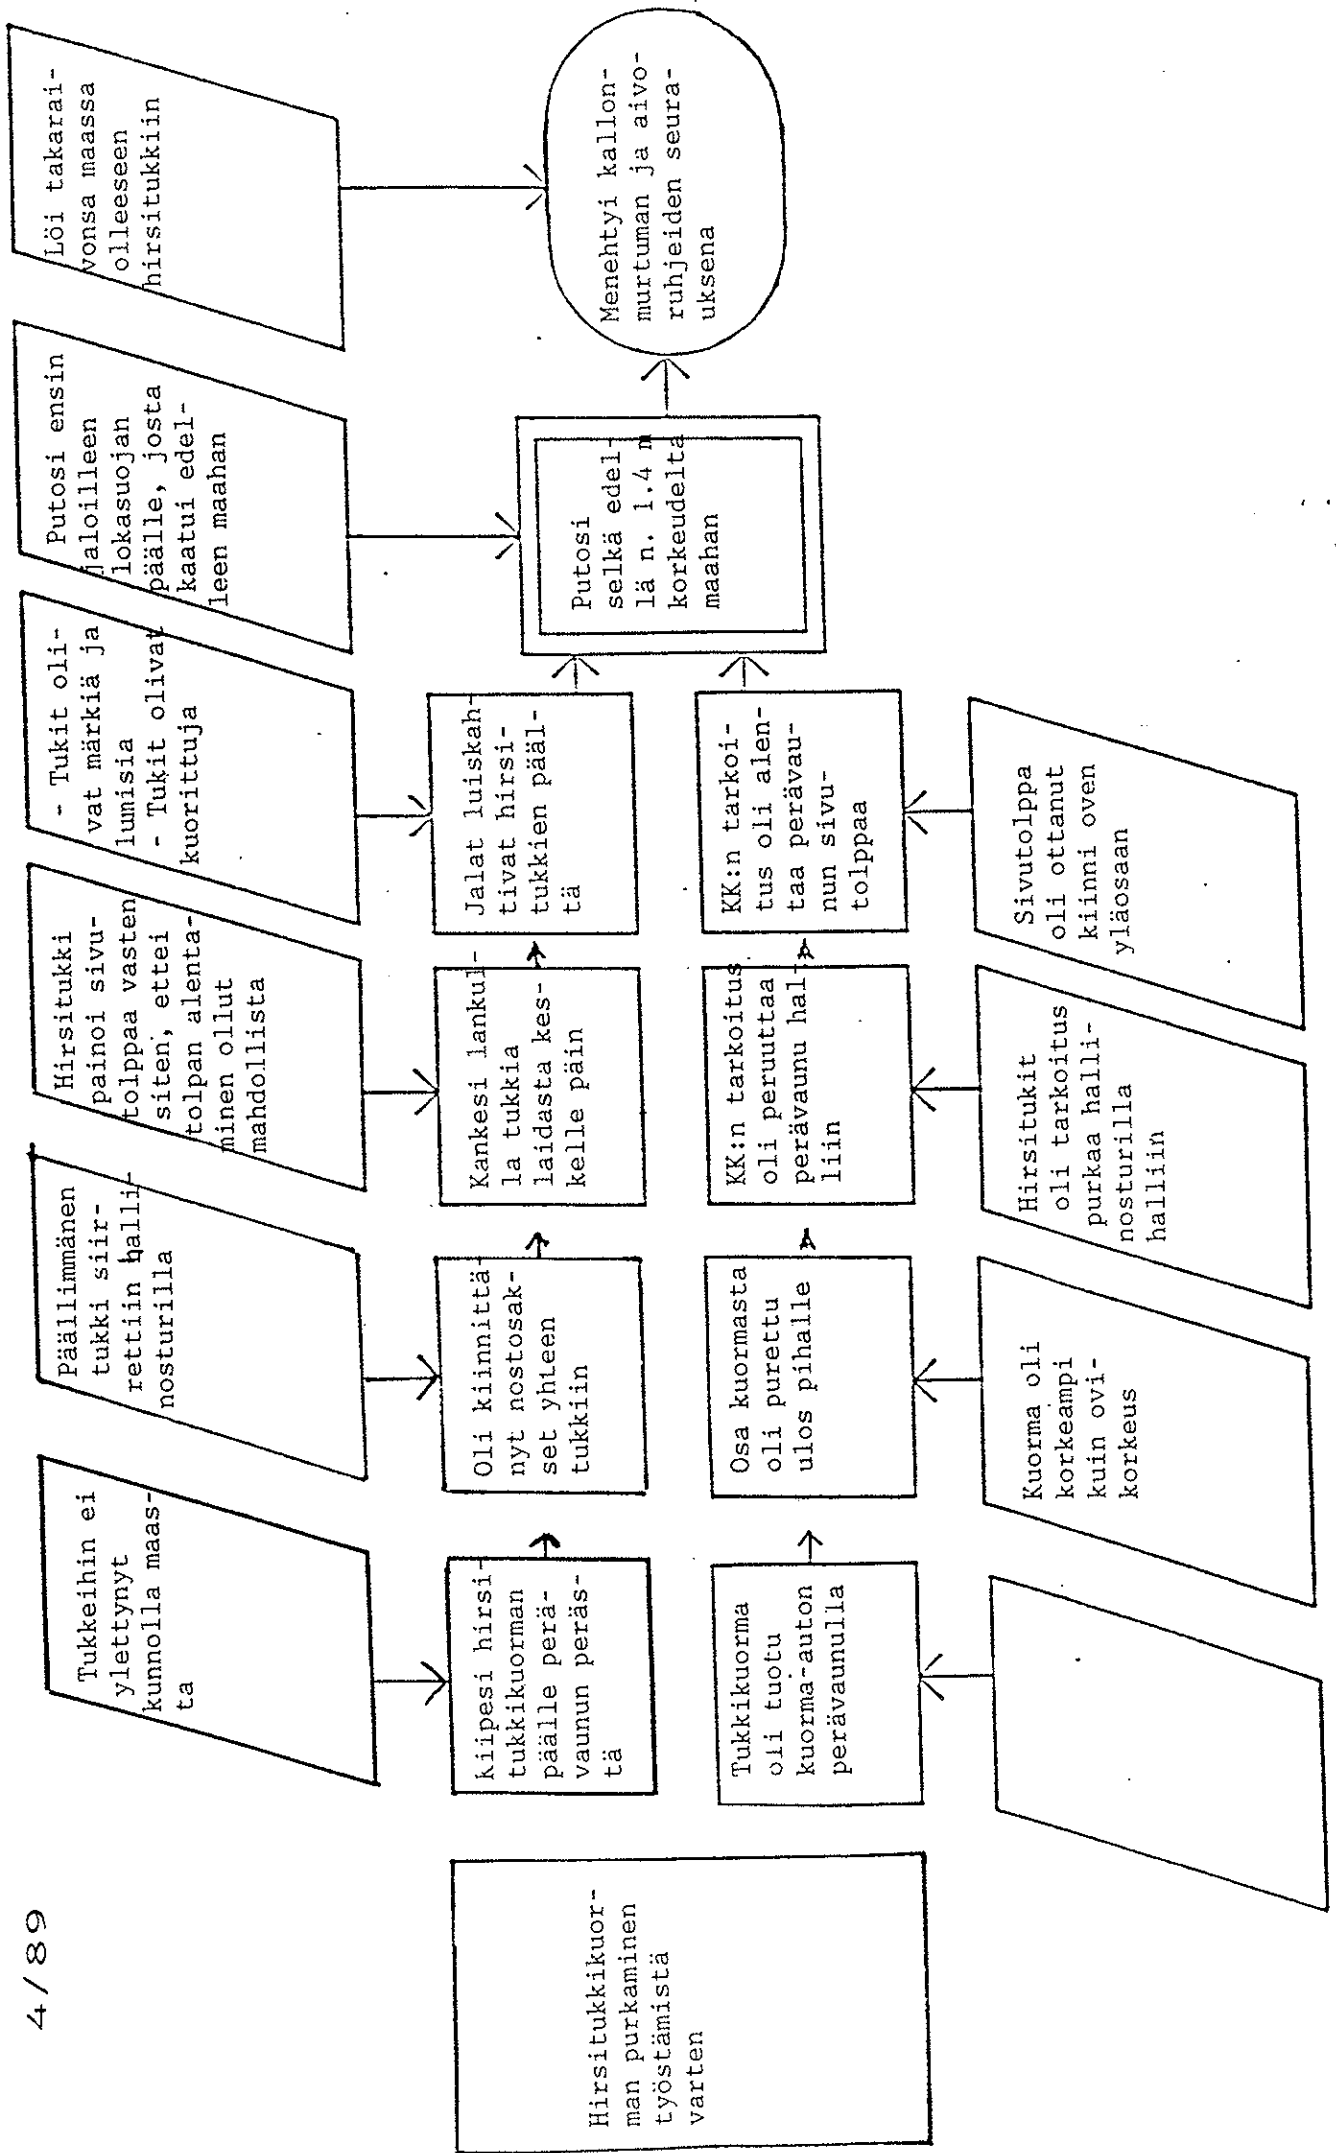 4/89
Tukkeihin ei
yletettynyt
kunnolla maas-
ta
Päällimmänen
tukki siir-
rettiin halli-
nosturilla
Hirsitukki
painoi sivu-
tolppaa vasten
siten, ettei
tolpan alenta-
minen ollut
mahdollista
- Tukit oli-
vat märkiä ja
lumisia
- Tukit olivat
kuorittuja
Putosi ensin
jaloilleen
lokasuojan
päälle, josta
kaatui edel-
leen maahan
Löi takarai-
vonsa maassa
olleeseen
hirsitukkiin
Hirsitukkikuor-
man purkaminen
työstämistä
varten
kiipesi hirsi-
tukkikuorman
päälle perä-
vaunun peräs-
tä
Oli kiinnittä-
nyt nostosak-
set yhteen
tukkiin
Kankesi lankul-
la tukkia
laidasta kes-
kelle päin
Jalat luiskah-
tivat hirsi-
tukkien pääl-
tä
Putosi
selkä edel-
lä n. 1.4 m
korkeudelta
maahan
Menehtyi kallon-
murtuman ja aivo-
ruhjeiden seura-
uksena
Tukkikuorma
oli tuotu
kuorma-auton
perävaunulla
Osa kuormasta
oli purettu
ulos pihalle
KK:n tarkoitus
oli peruuttaa
perävaunu hal-
liin
KK:n tarkoi-
tus oli alen-
taa perävau-
nun sivu-
tolppaa
Kuorma oli
korkeampi
kuin ovi-
korkeus
Hirsitukit
oli tarkoitus
purkaa halli-
nosturilla
halliin
Sivutolppa
oli ottanut
kiinni oven
yläosaan